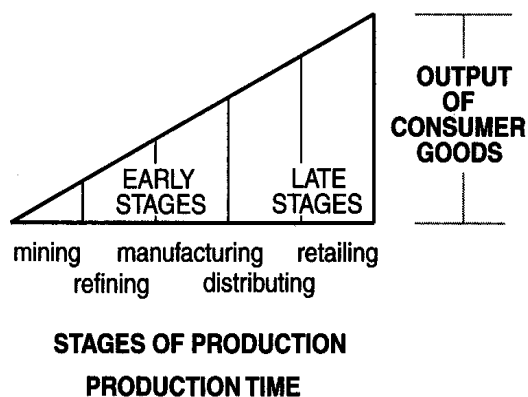 OUTPUT
OF
CONSUMER
GOODS
EARLY
STAGES
LATE
STAGES
mining manufacturing retailing
refining distributing
STAGES OF PRODUCTION
PRODUCTION TIME